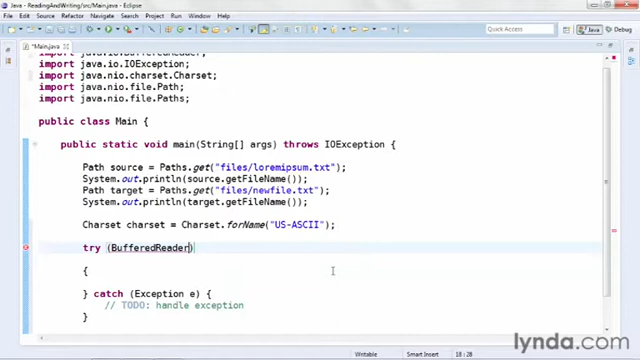 Java - ReadingAndWriting/src/Main.java - Eclipse
File Edit Source Refactor Navigate Search Project Run Window Help
Quick Access
Java
*Main.java
import java.io.BufferedReader;
import java.io.IOException;
import java.nio.charset.Charset;
import java.nio.file.Path;
import java.nio.file.Paths;
public class Main {
public static void main(String[] args) throws IOException {
Path source = Paths.get("files/loremipsum.txt");
System.out.println(source.getFileName());
Path target = Paths.get("files/newfile.txt");
System.out.println(target.getFileName());
Charset charset = Charset.forName("US-ASCII");
try (BufferedReader)
{
} catch (Exception e) {
// TODO: handle exception
}
lynda.com
Writable Smart Insert 18 : 28